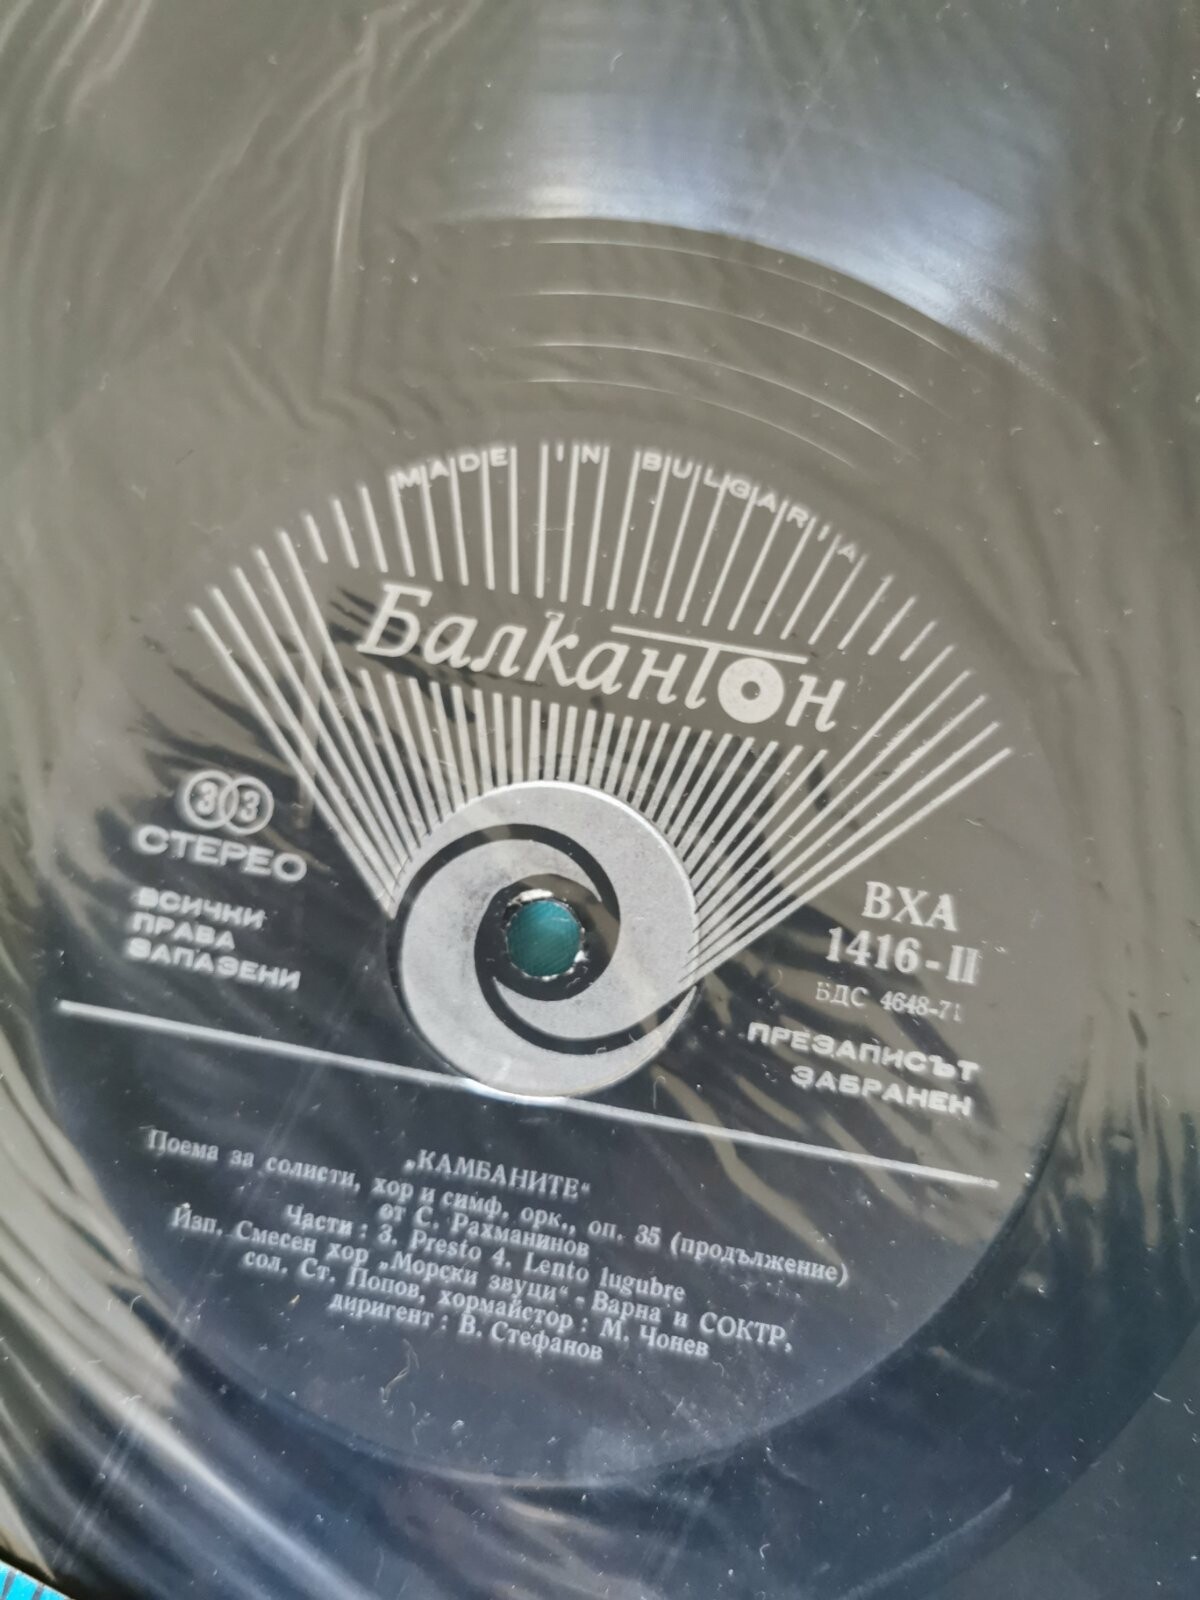 MADE IN BULGARIA
Балкантон
33
СТЕРЕО
ВСИЧКИ
ПРАВА
ЗАПАЗЕНИ
ВХА
1416-II
БДС 4648-71
ПРЕЗАПИСЪТ
ЗАБРАНЕН
„КАМБАНИТЕ“
Поема за солисти, хор и симф. орк., оп. 35 (продължение)
от С. Рахманинов
Части: 3. Presto 4. Lento lugubre
Изп. Смесен хор „Морски звуци“ - Варна и СОКТР,
сол. Ст. Попов, хормайстор: М. Чонев
диригент: В. Стефанов